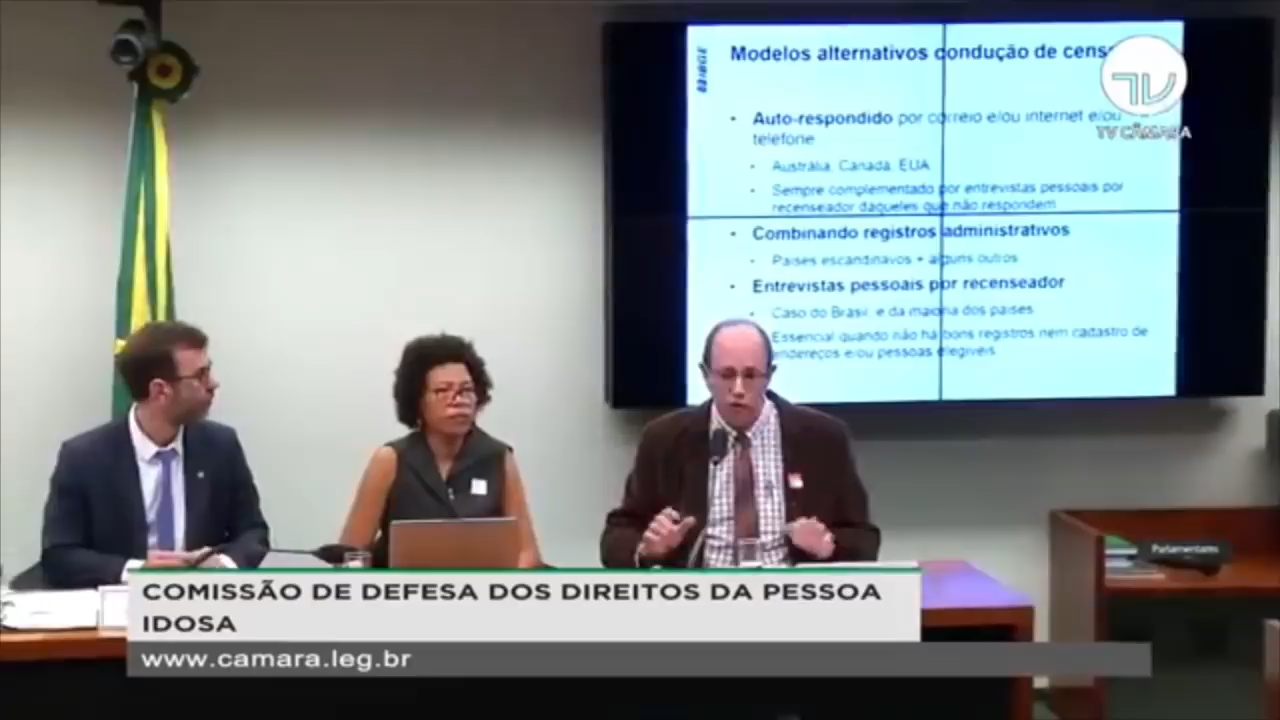 Modelos alternativos condução de cens
IBGE
TV CÂMARA
Auto-respondido por correio e/ou internet e/ou
telefone
Austrália, Canadá, EUA
Sempre complementado por entrevistas pessoais por
recenseador daqueles que não respondem
Combinando registros administrativos
Países escandinavos + alguns outros
Entrevistas pessoais por recenseador
Caso do Brasil, e da maioria dos países
Essencial quando não há bons registros nem cadastro de
endereços e/ou pessoas elegíveis
Parlamentares
COMISSÃO DE DEFESA DOS DIREITOS DA PESSOA
IDOSA
www.camara.leg.br